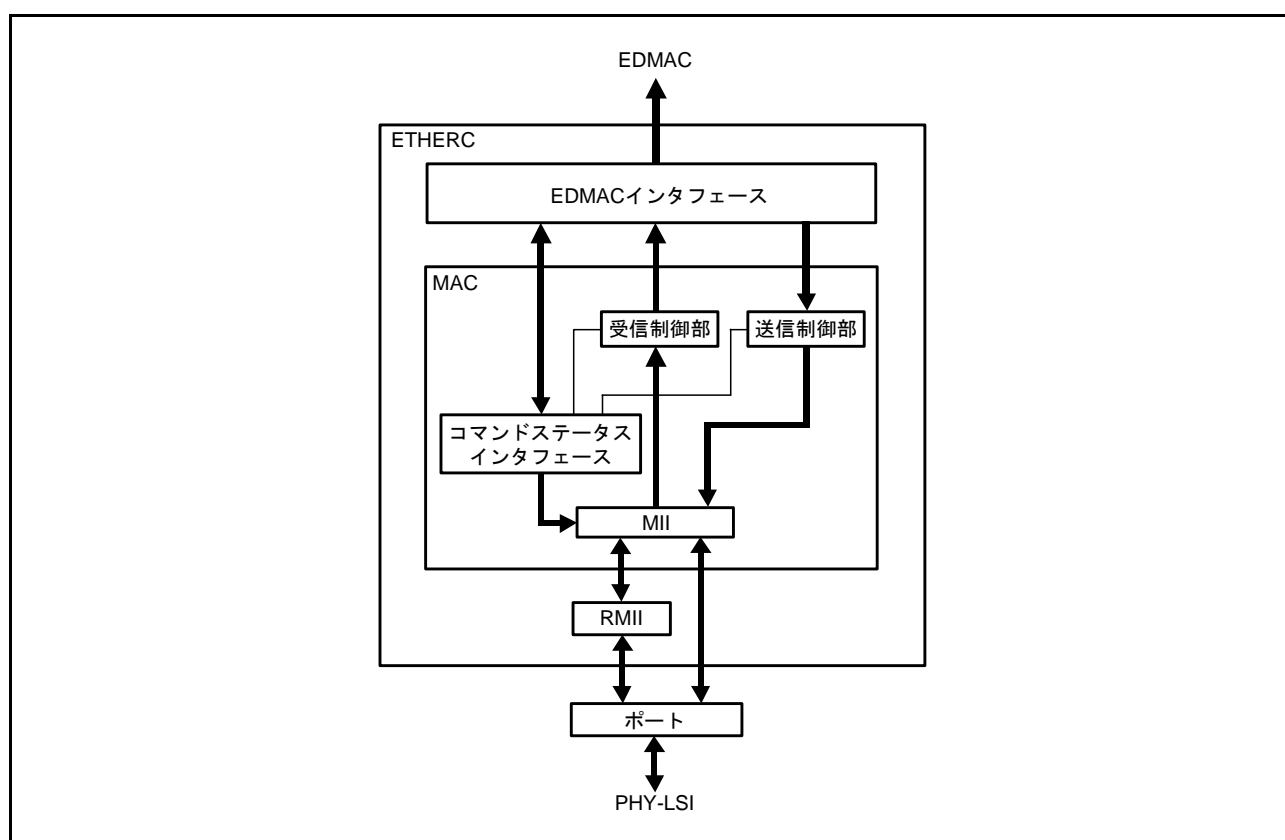 EDMAC
ETHERC
EDMACインタフェース
MAC
受信制御部
送信制御部
コマンドステータス
インタフェース
MII
RMII
ポート
PHY-LSI